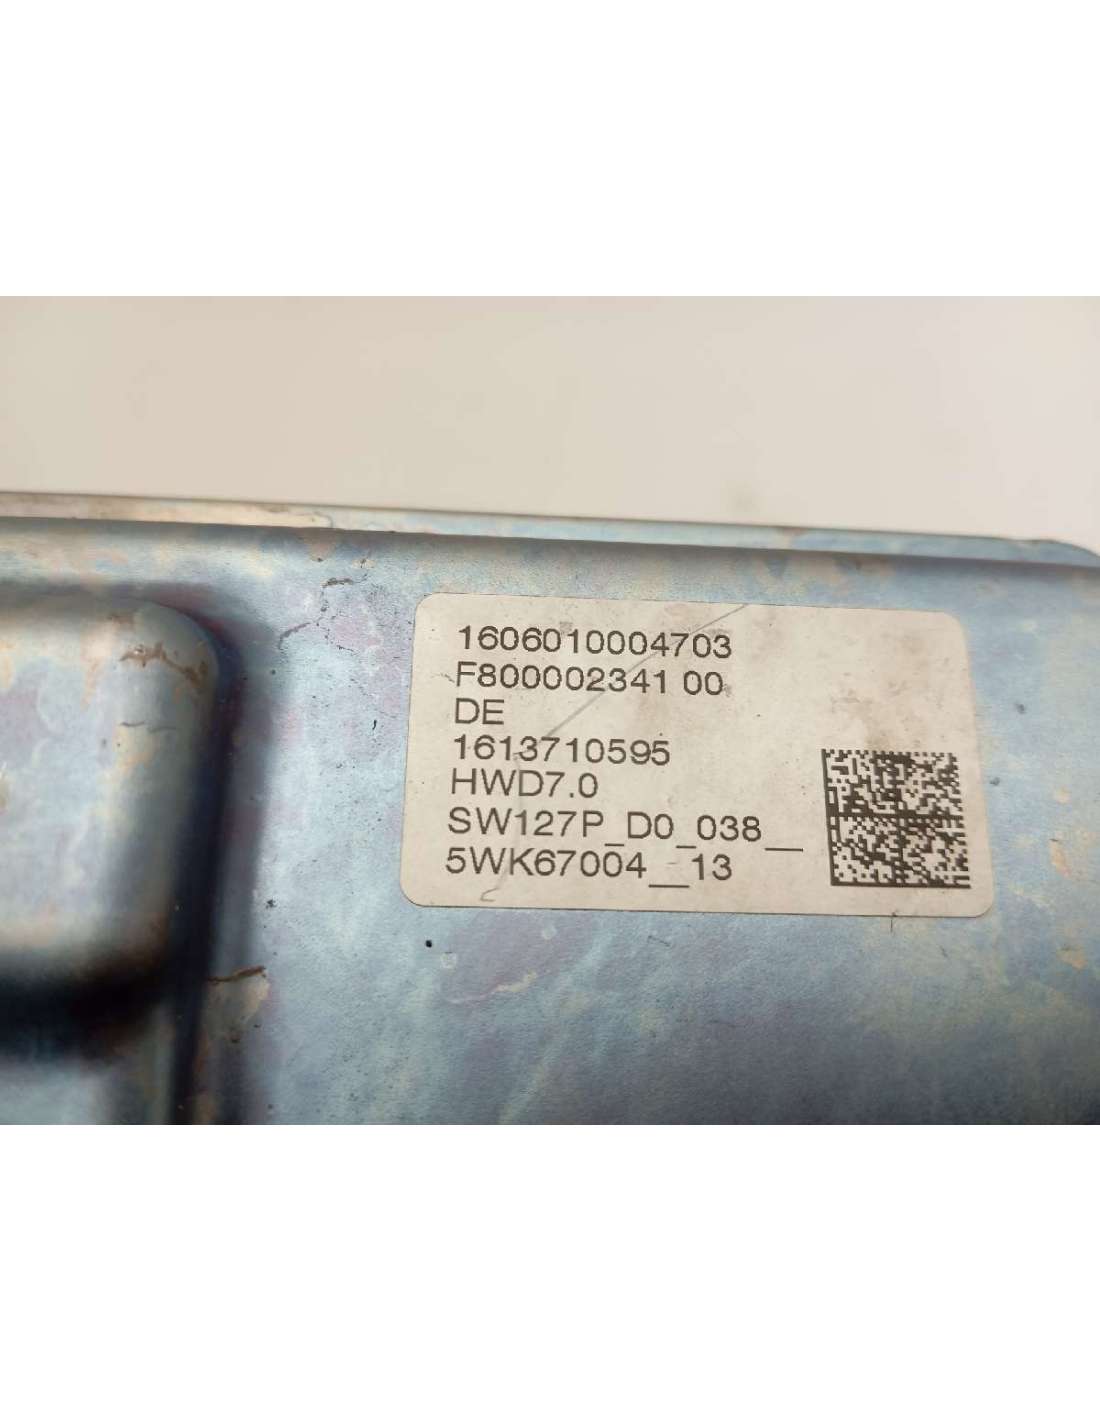 1606010004703
F800002341 00
DE
1613710595
HWD7.0
SW127P_D0_038__
5WK67004__13